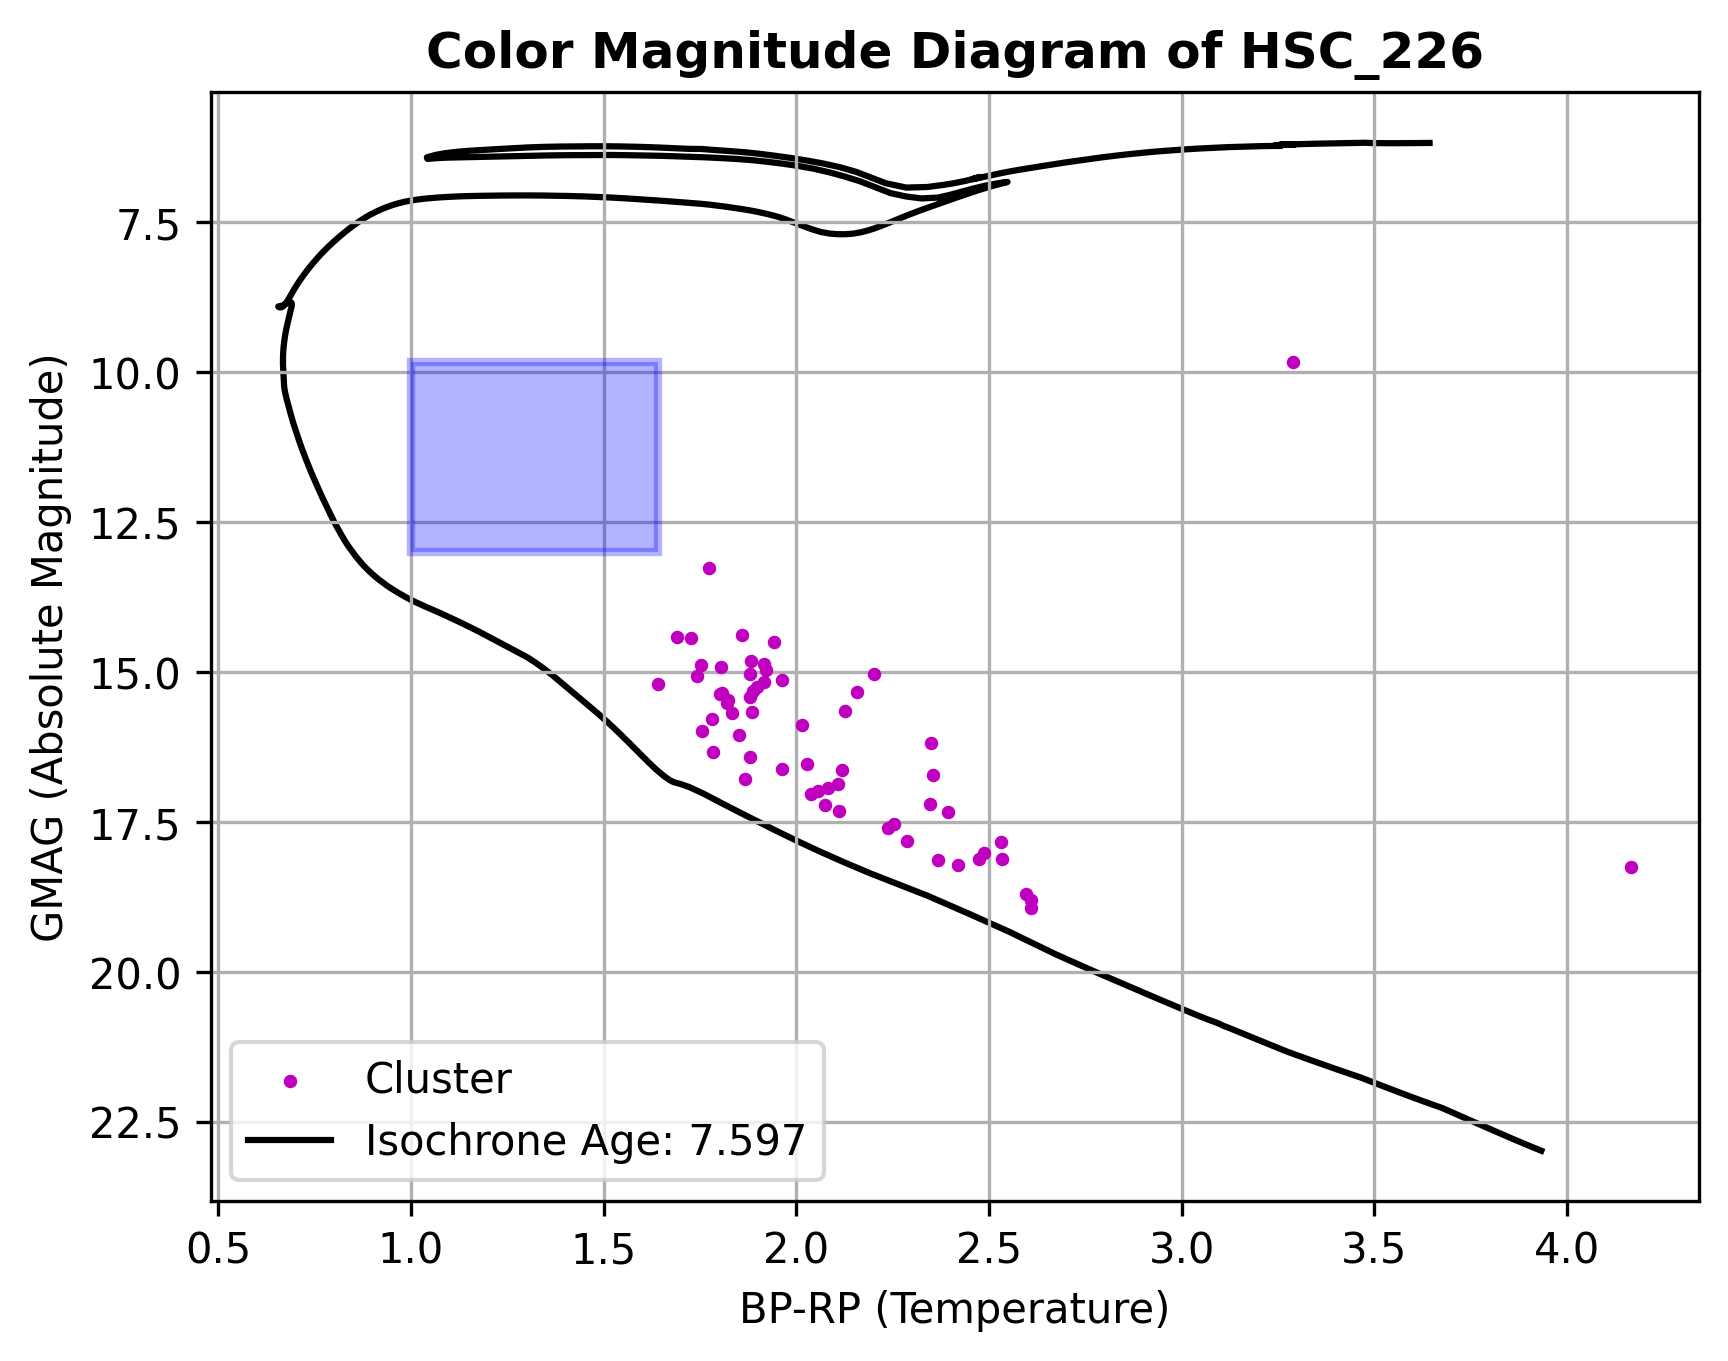 Color Magnitude Diagram of HSC_226
GMAG (Absolute Magnitude)
7.5
10.0
12.5
15.0
17.5
20.0
22.5
Cluster
Isochrone Age: 7.597
0.5 1.0 1.5 2.0 2.5 3.0 3.5 4.0
BP-RP (Temperature)